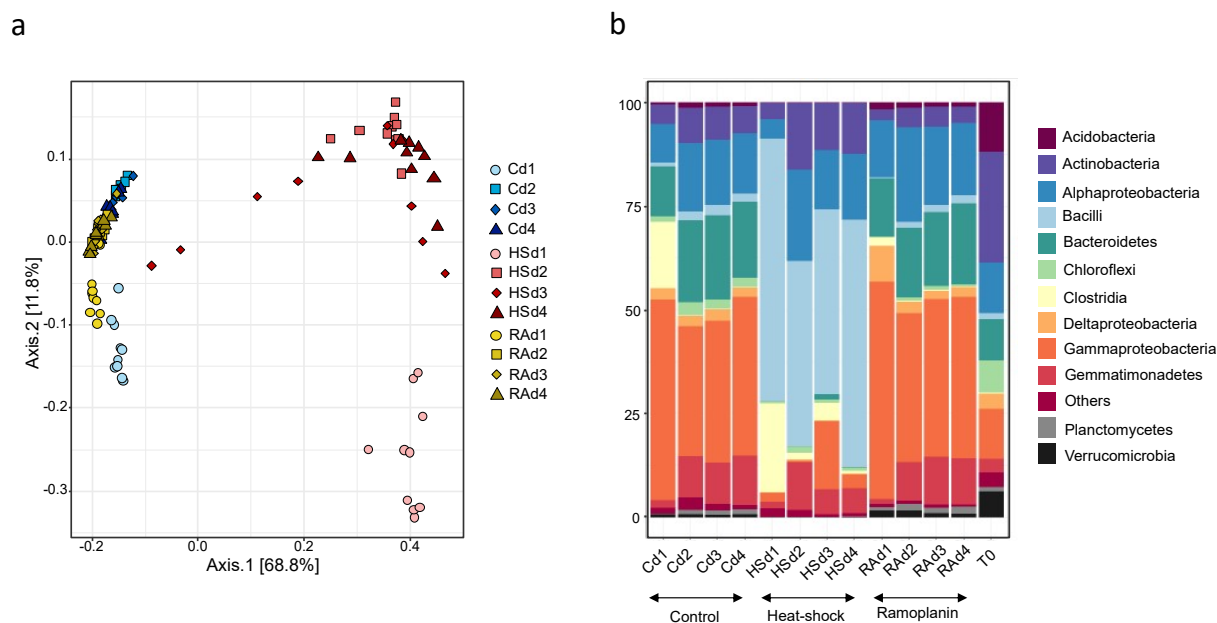 a
b
0.1
0.0
-0.1
-0.2
-0.3
Axis.2 [11.8%]
-0.2
0.0
0.2
0.4
Axis.1 [68.8%]
Cd1
Cd2
Cd3
Cd4
HSd1
HSd2
HSd3
HSd4
RAd1
RAd2
RAd3
RAd4
100
75
50
25
0
Cd1
Cd2
Cd3
Cd4
HSd1
HSd2
HSd3
HSd4
RAd1
RAd2
RAd3
RAd4
T0
Control
Heat-shock
Ramoplanin
Acidobacteria
Actinobacteria
Alphaproteobacteria
Bacilli
Bacteroidetes
Chloroflexi
Clostridia
Deltaproteobacteria
Gammaproteobacteria
Gemmatimonadetes
Others
Planctomycetes
Verrucomicrobia